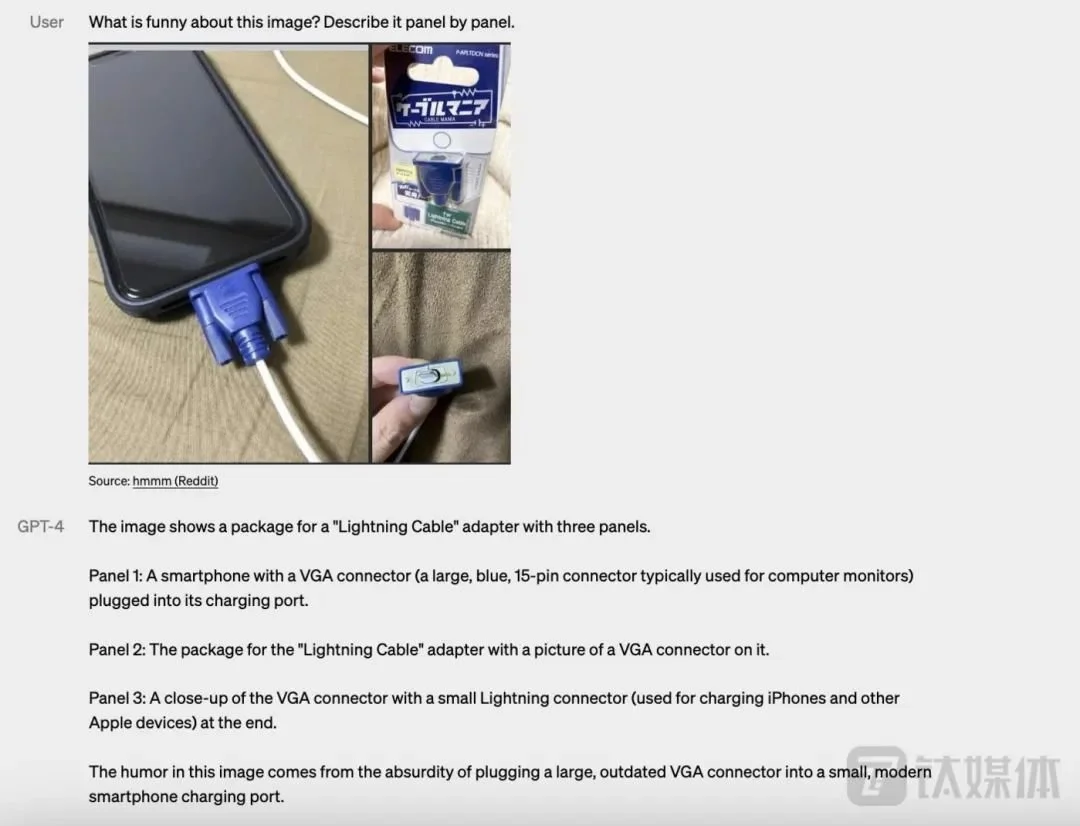 User
What is funny about this image? Describe it panel by panel.
ELECOM
P-APLTDCN series
ケーブルマニア
CABLE MANIA
For
Lightning Cable
Source: hmmm (Reddit)
GPT-4
The image shows a package for a "Lightning Cable" adapter with three panels.
Panel 1: A smartphone with a VGA connector (a large, blue, 15-pin connector typically used for computer monitors)
plugged into its charging port.
Panel 2: The package for the "Lightning Cable" adapter with a picture of a VGA connector on it.
Panel 3: A close-up of the VGA connector with a small Lightning connector (used for charging iPhones and other
Apple devices) at the end.
The humor in this image comes from the absurdity of plugging a large, outdated VGA connector into a small, modern
smartphone charging port.
钛媒体